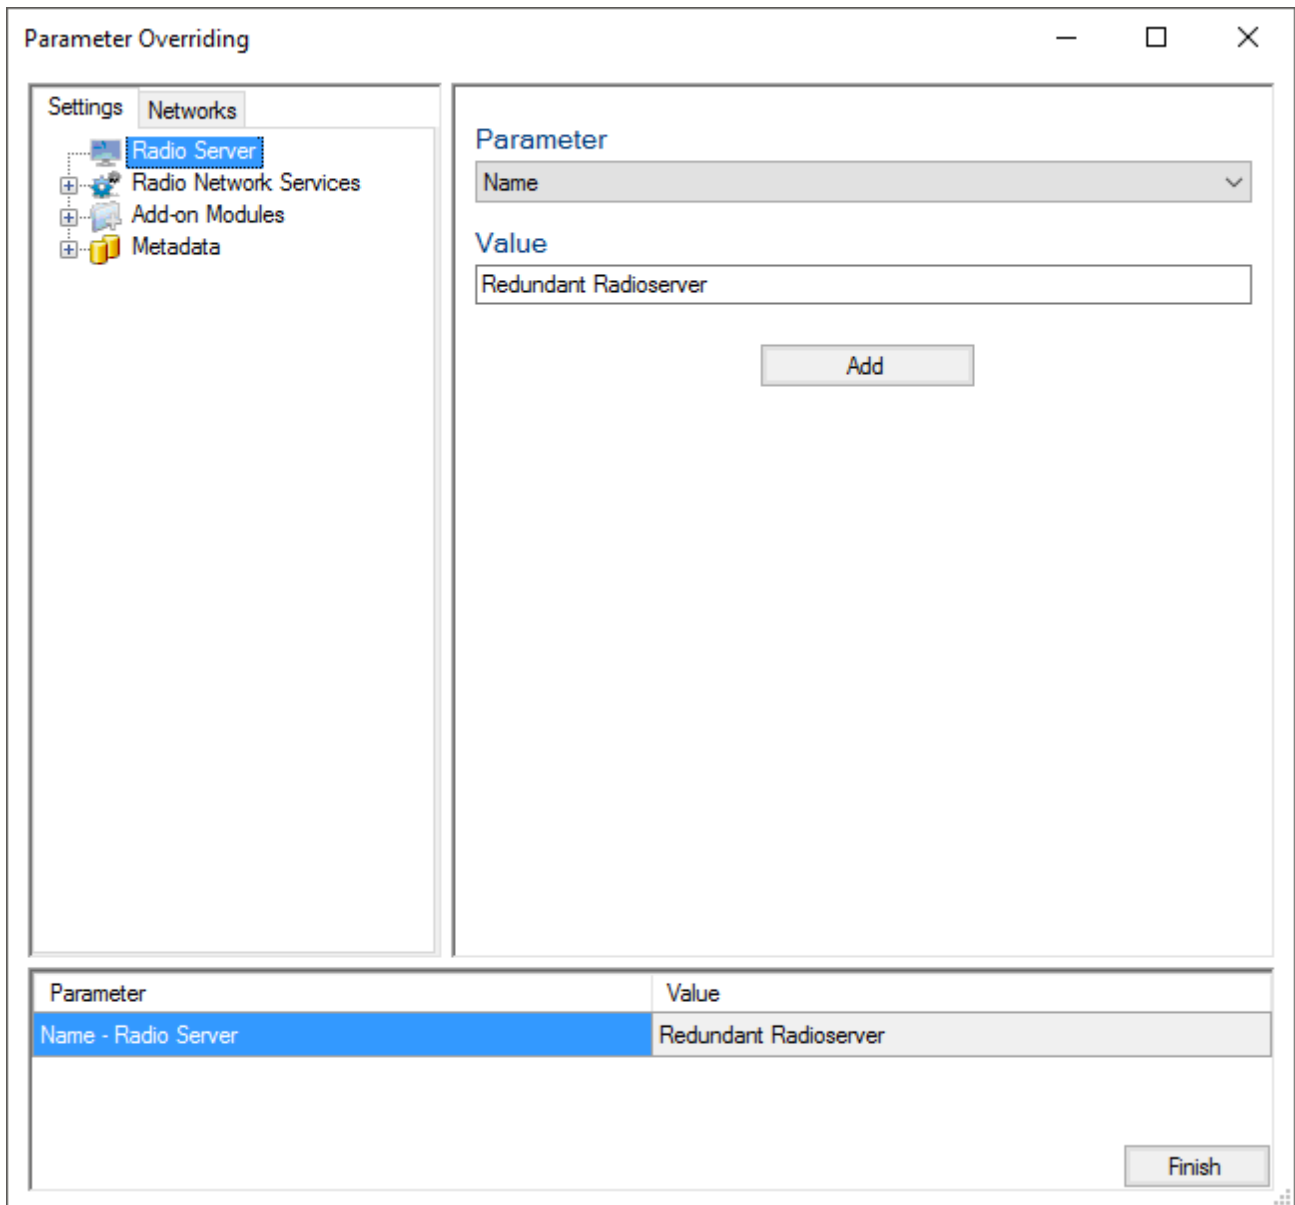 Parameter Overriding
Settings Networks
Radio Server
Radio Network Services
Add-on Modules
Metadata
Parameter
Name
Value
Redundant Radioserver
Add
Parameter Value
Name - Radio Server Redundant Radioserver
Finish